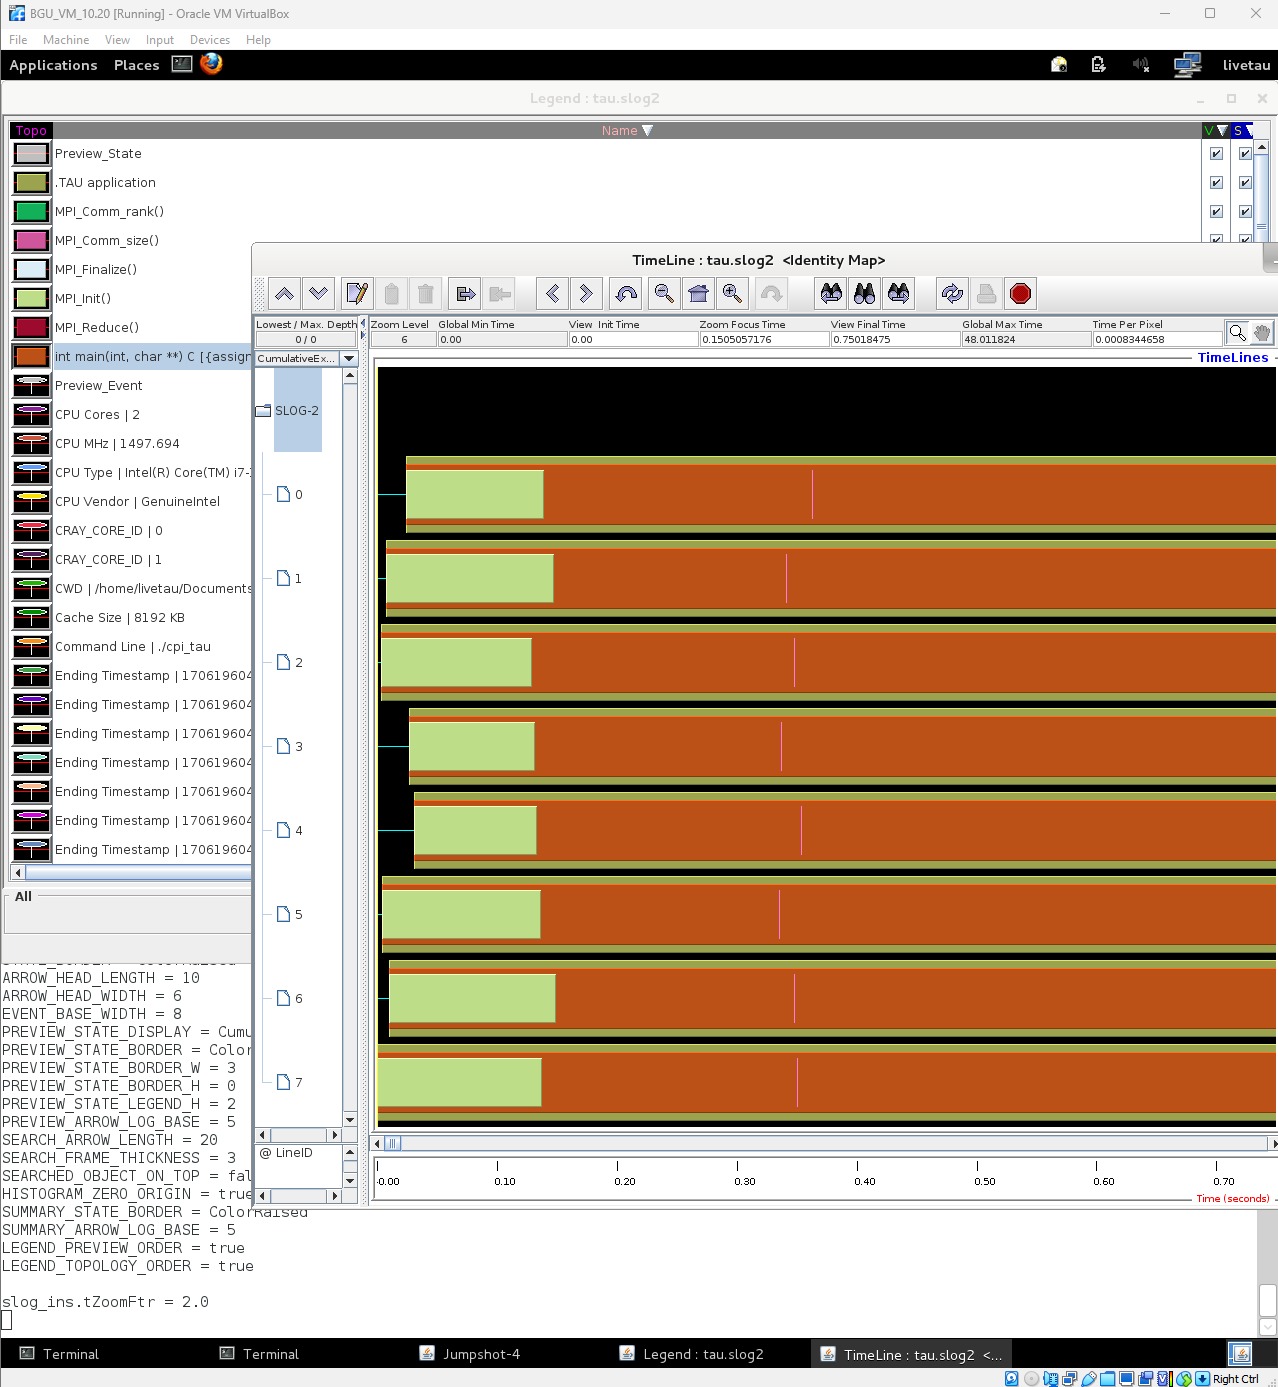 BGU_VM_10.20 [Running] - Oracle VM VirtualBox
File Machine View Input Devices Help
Applications Places livetau
Legend : tau.slog2
Topo Name V S
Preview_State
.TAU application
MPI_Comm_rank()
MPI_Comm_size()
MPI_Finalize()
MPI_Init()
MPI_Reduce()
int main(int, char **) C [{assign
Preview_Event
CPU Cores | 2
CPU MHz | 1497.694
CPU Type | Intel(R) Core(TM) i7-
CPU Vendor | GenuineIntel
CRAY_CORE_ID | 0
CRAY_CORE_ID | 1
CWD | /home/livetau/Documents
Cache Size | 8192 KB
Command Line | ./cpi_tau
Ending Timestamp | 170619604
Ending Timestamp | 170619604
Ending Timestamp | 170619604
Ending Timestamp | 170619604
Ending Timestamp | 170619604
Ending Timestamp | 170619604
Ending Timestamp | 170619604
All
TimeLine : tau.slog2 <Identity Map>
Lowest / Max. Depth Zoom Level Global Min Time View Init Time Zoom Focus Time View Final Time Global Max Time Time Per Pixel
0 / 0 6 0.00 0.00 0.1505057176 0.75018475 48.011824 0.0008344658
CumulativeEx...
TimeLines
SLOG-2
0
1
2
3
4
5
6
7
@ LineID
0.00 0.10 0.20 0.30 0.40 0.50 0.60 0.70
Time (seconds)
ARROW_HEAD_LENGTH = 10
ARROW_HEAD_WIDTH = 6
EVENT_BASE_WIDTH = 8
PREVIEW_STATE_DISPLAY = Cumu
PREVIEW_STATE_BORDER = Color
PREVIEW_STATE_BORDER_W = 3
PREVIEW_STATE_BORDER_H = 0
PREVIEW_STATE_LEGEND_H = 2
PREVIEW_ARROW_LOG_BASE = 5
SEARCH_ARROW_LENGTH = 20
SEARCH_FRAME_THICKNESS = 3
SEARCHED_OBJECT_ON_TOP = fal
HISTOGRAM_ZERO_ORIGIN = true
SUMMARY_STATE_BORDER = ColorRaised
SUMMARY_ARROW_LOG_BASE = 5
LEGEND_PREVIEW_ORDER = true
LEGEND_TOPOLOGY_ORDER = true
slog_ins.tZoomFtr = 2.0
Terminal Terminal Jumpshot-4 Legend : tau.slog2 TimeLine : tau.slog2 <...
Right Ctrl